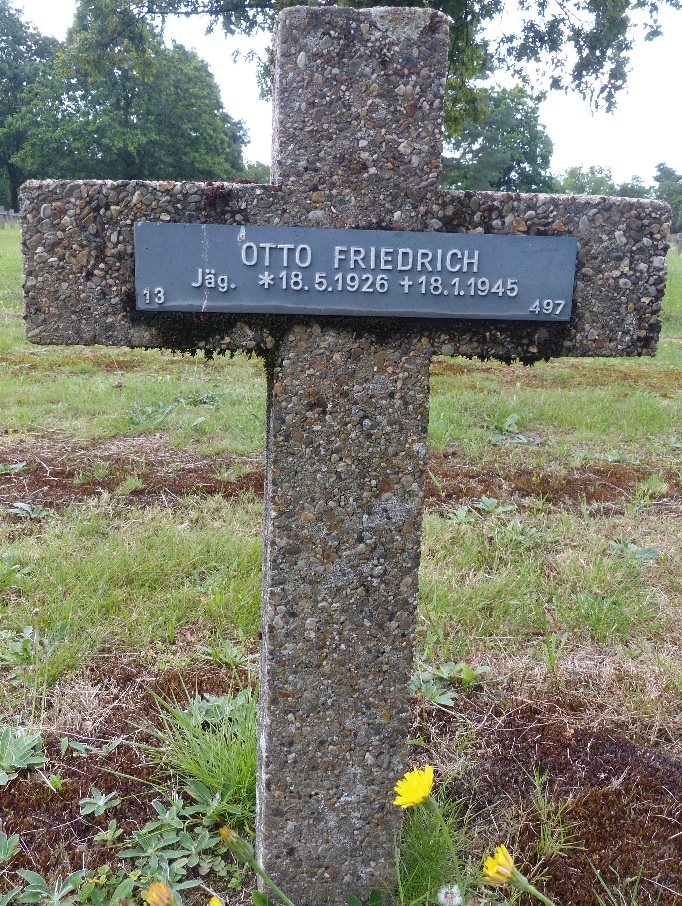 OTTO FRIEDRICH
Jäg. *18.5.1926 +18.1.1945
13 497